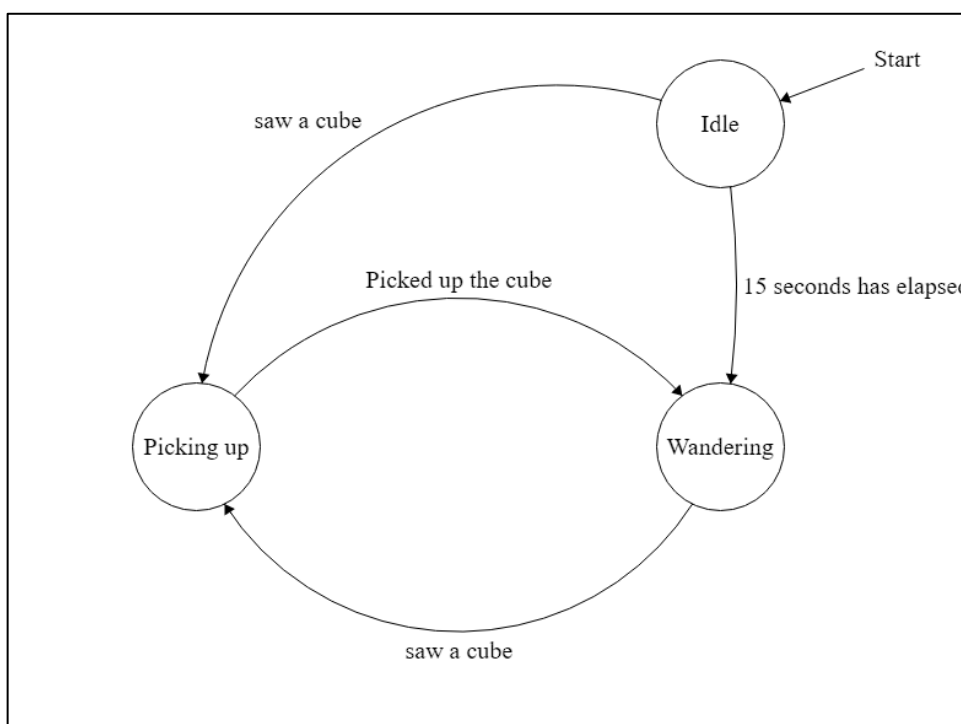 Start
Idle
saw a cube
Picked up the cube
15 seconds has elapsed
Picking up
Wandering
saw a cube